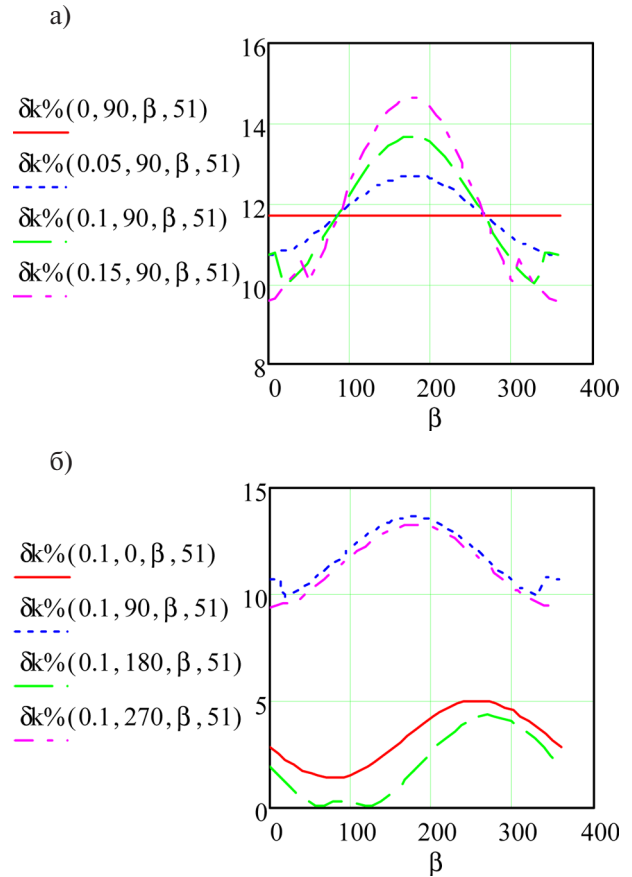 а)
δk%(0,90,β,51)
δk%(0.05,90,β,51)
δk%(0.1,90,β,51)
δk%(0.15,90,β,51)
16
14
12
10
8
0 100 200 300 400
β
б)
δk%(0.1,0,β,51)
δk%(0.1,90,β,51)
δk%(0.1,180,β,51)
δk%(0.1,270,β,51)
15
10
5
0
0 100 200 300 400
β